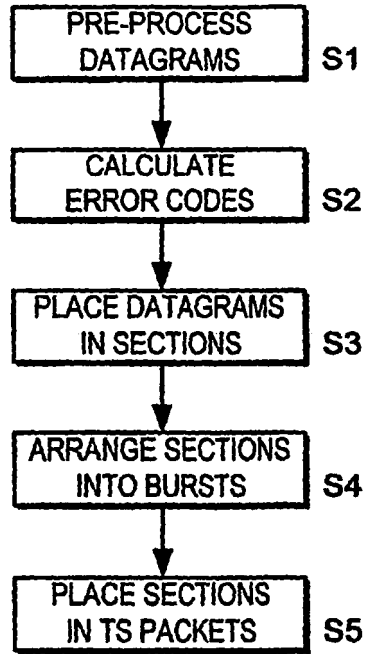 PRE-PROCESS
DATAGRAMS S1
CALCULATE
ERROR CODES S2
PLACE DATAGRAMS
IN SECTIONS S3
ARRANGE SECTIONS
INTO BURSTS S4
PLACE SECTIONS
IN TS PACKETS S5